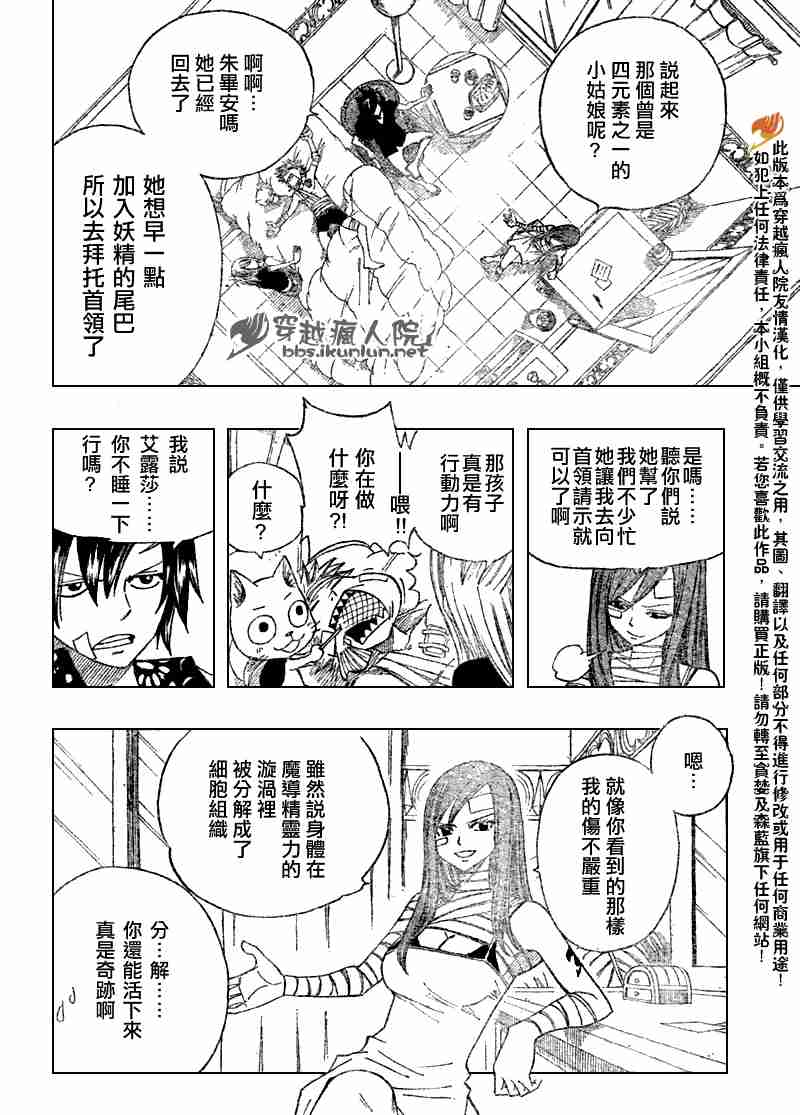 說起來
那個曾是
四元素之一的
小姑娘呢？
啊啊…
朱畢安嗎
她已經
回去了
她想早一點
加入妖精的尾巴
所以去拜托首領了
穿越瘋人院
bbs.ikunlun.net
是嗎……
聽你們說
她幫了
我們不少忙
她讓我去向
首領請示就
可以了啊
那孩子
真是有
行動力啊
——喂!!
你在做
什麼呀?!
什麼？
我說
艾露莎……
你不睡一下
行嗎？
嗯…
就像你看到的那樣
我的傷不嚴重
雖然說身體在
魔導精靈力的
漩渦裡
被分解成了
細胞組織
分…解……
你還能活下來
真是奇跡啊
此版本爲穿越瘋人院友情漢化，僅供學習交流之用，其圖、翻譯以及任何部分不得進行修改或用于任何商業用途！
如犯上任何法律責任，本小組概不負責。若您喜歡此作品，請購買正版！請勿轉至貪婪及森藍旗下任何網站！